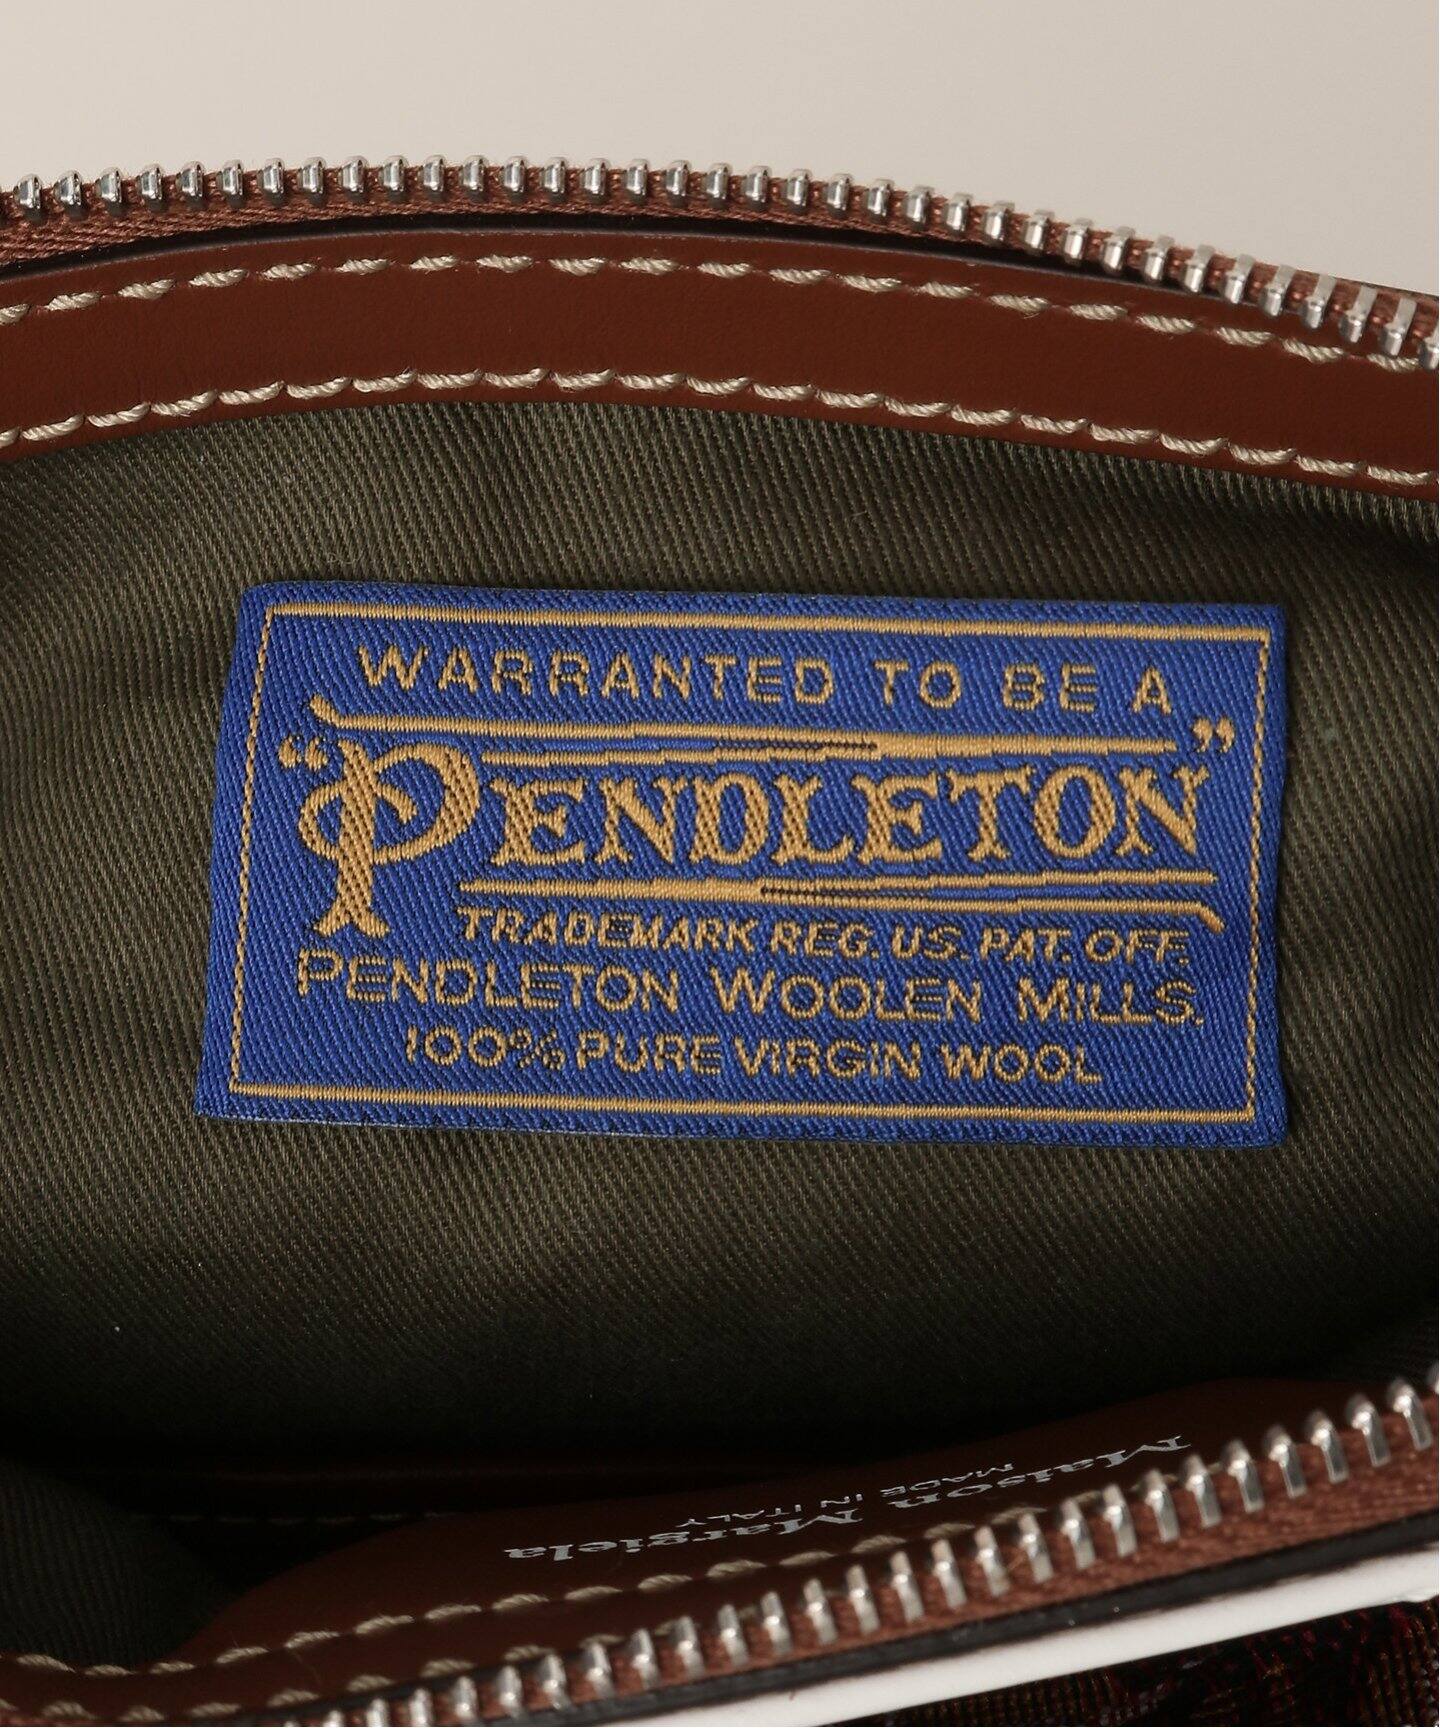 WARRANTED TO BE A
"PENDLETON"
TRADEMARK REG. U.S. PAT. OFF.
PENDLETON WOOLEN MILLS.
100% PURE VIRGIN WOOL
Maison Margiela
MADE IN ITALY